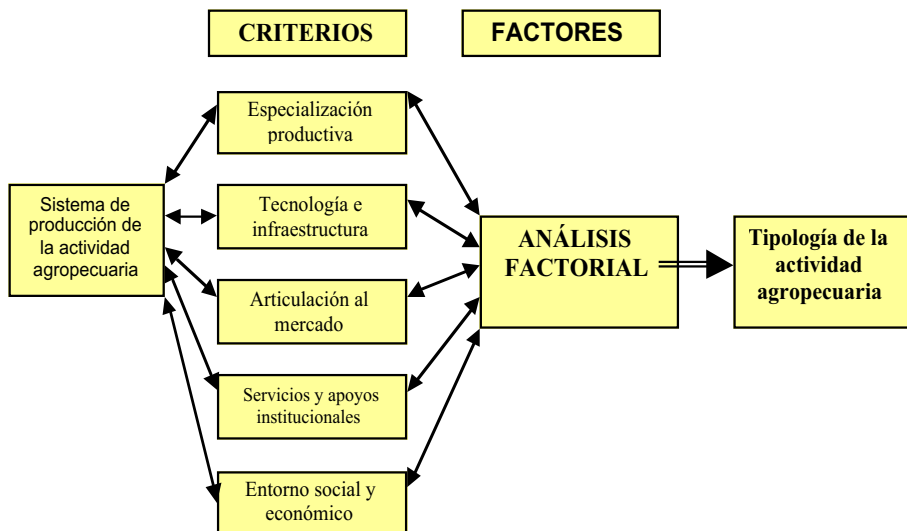 CRITERIOS
FACTORES
Especialización
productiva
Sistema de
producción de
la actividad
agropecuaria
Tecnología e
infraestructura
Articulación al
mercado
Servicios y apoyos
institucionales
Entorno social y
económico
ANÁLISIS
FACTORIAL
Tipología de la
actividad
agropecuaria